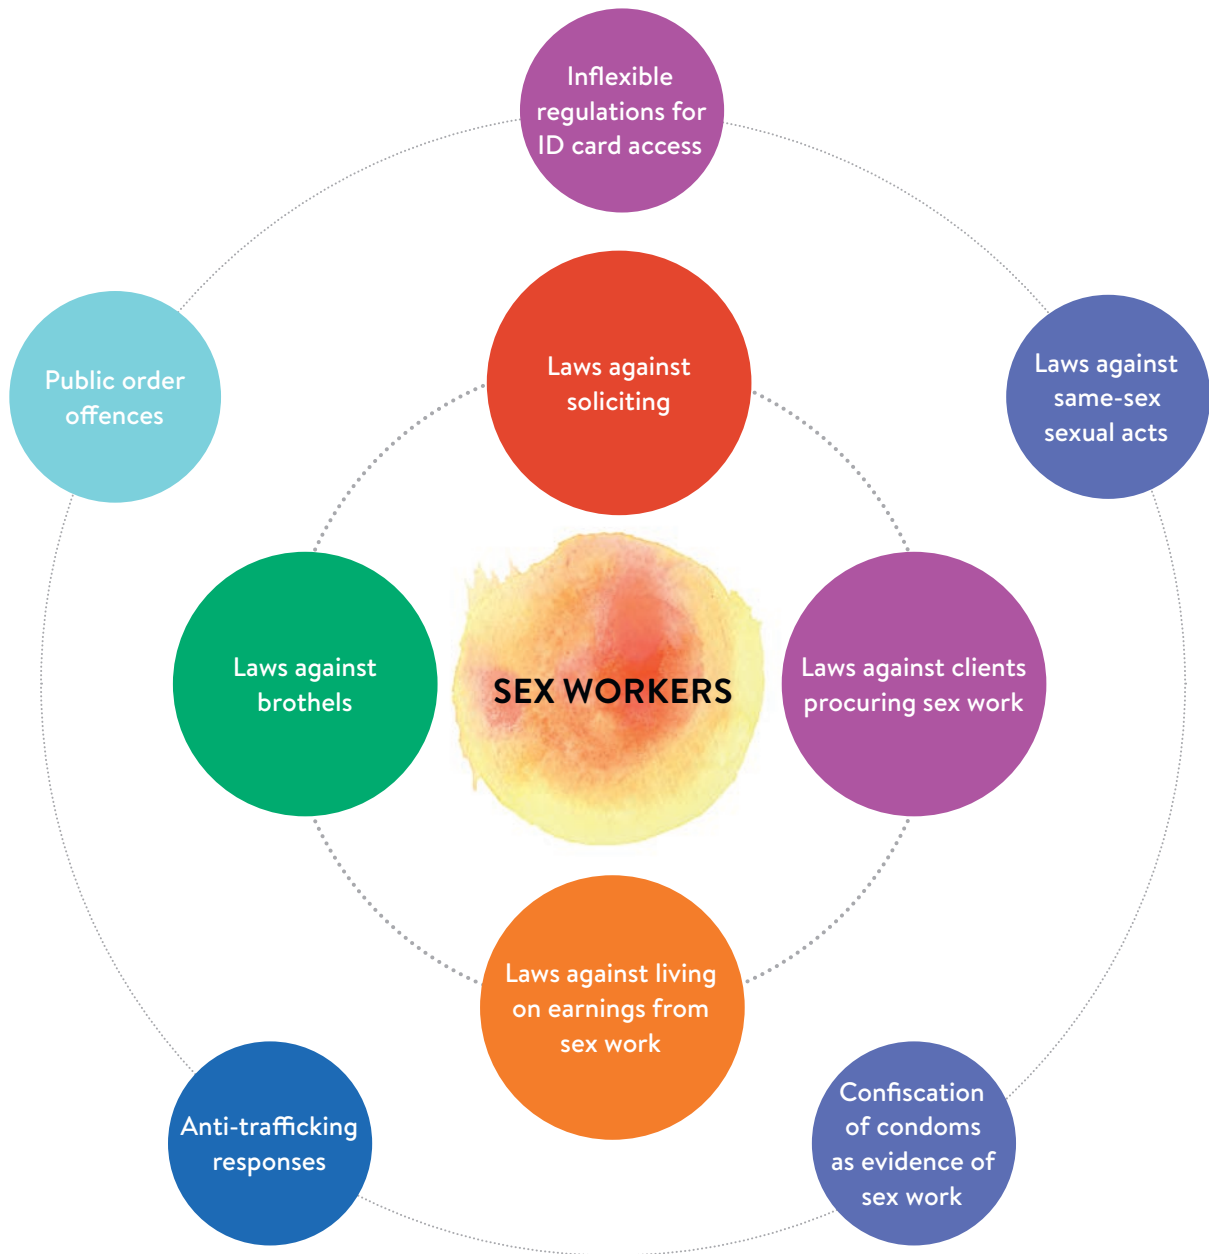 Inflexible
regulations for
ID card access
Laws against
soliciting
Public order
offences
Laws against
same-sex
sexual acts
Laws against
brothels
SEX WORKERS
Laws against clients
procuring sex work
Laws against living
on earnings from
sex work
Anti-trafficking
responses
Confiscation
of condoms
as evidence of
sex work